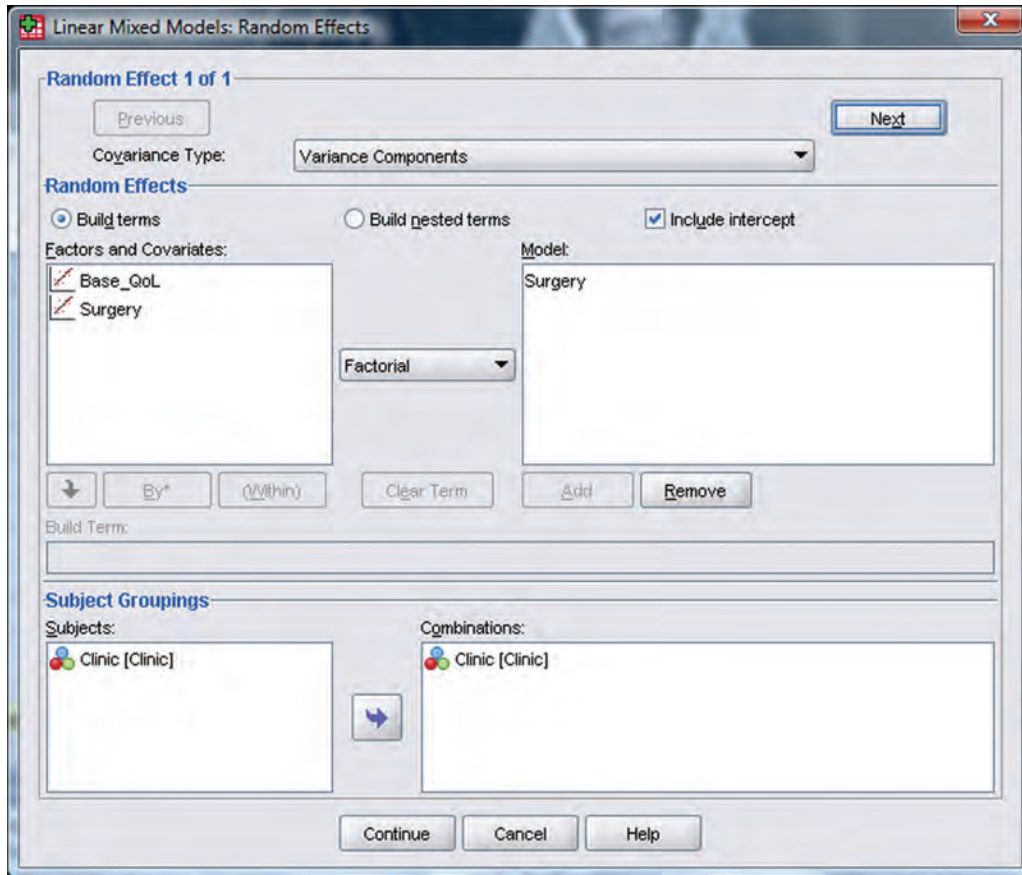 Linear Mixed Models: Random Effects
Random Effect 1 of 1
Previous
Next
Covariance Type:
Variance Components
Random Effects
Build terms
Build nested terms
Include intercept
Factors and Covariates:
Model:
Base_QoL
Surgery
Surgery
Factorial
By*
(Within)
Clear Term
Add
Remove
Build Term:
Subject Groupings
Subjects:
Combinations:
Clinic [Clinic]
Clinic [Clinic]
Continue
Cancel
Help